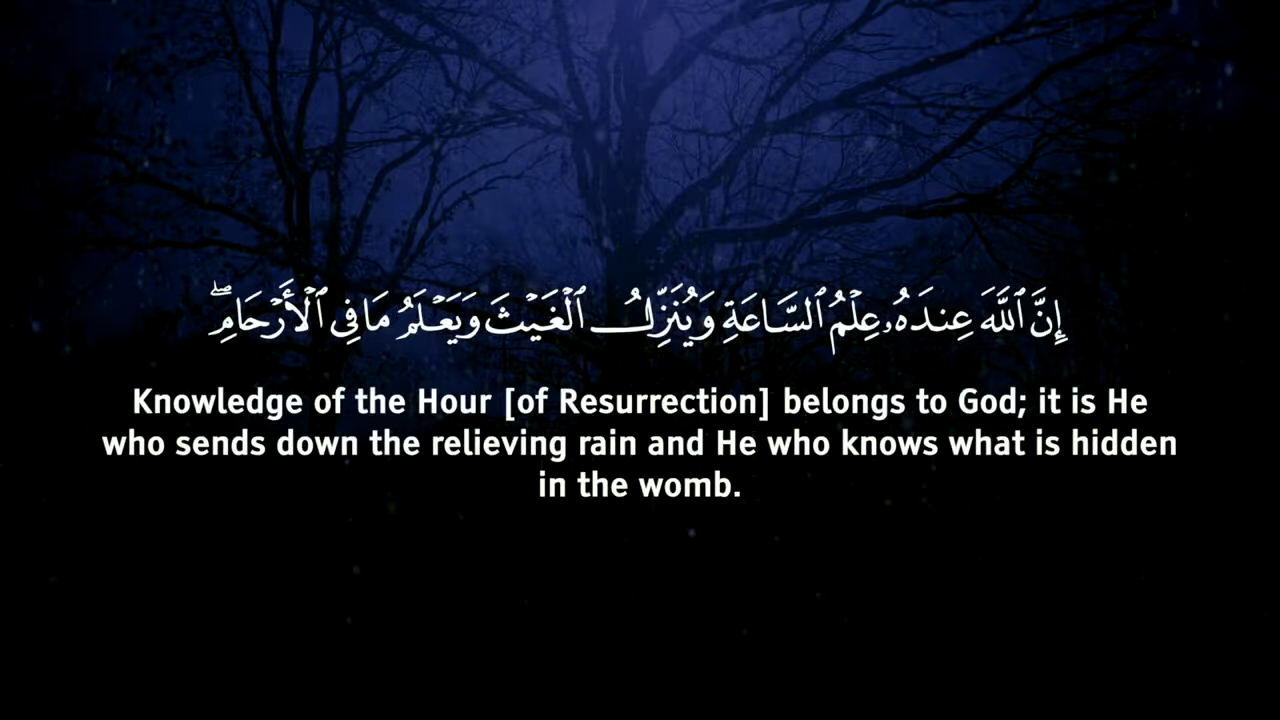 إِنَّ ٱللَّهَ عِندَهُۥ عِلْمُ ٱلسَّاعَةِ وَيُنَزِّلُ ٱلْغَيْثَ وَيَعْلَمُ مَا فِى ٱلْأَرْحَامِ ۖ
Knowledge of the Hour [of Resurrection] belongs to God; it is He
who sends down the relieving rain and He who knows what is hidden
in the womb.